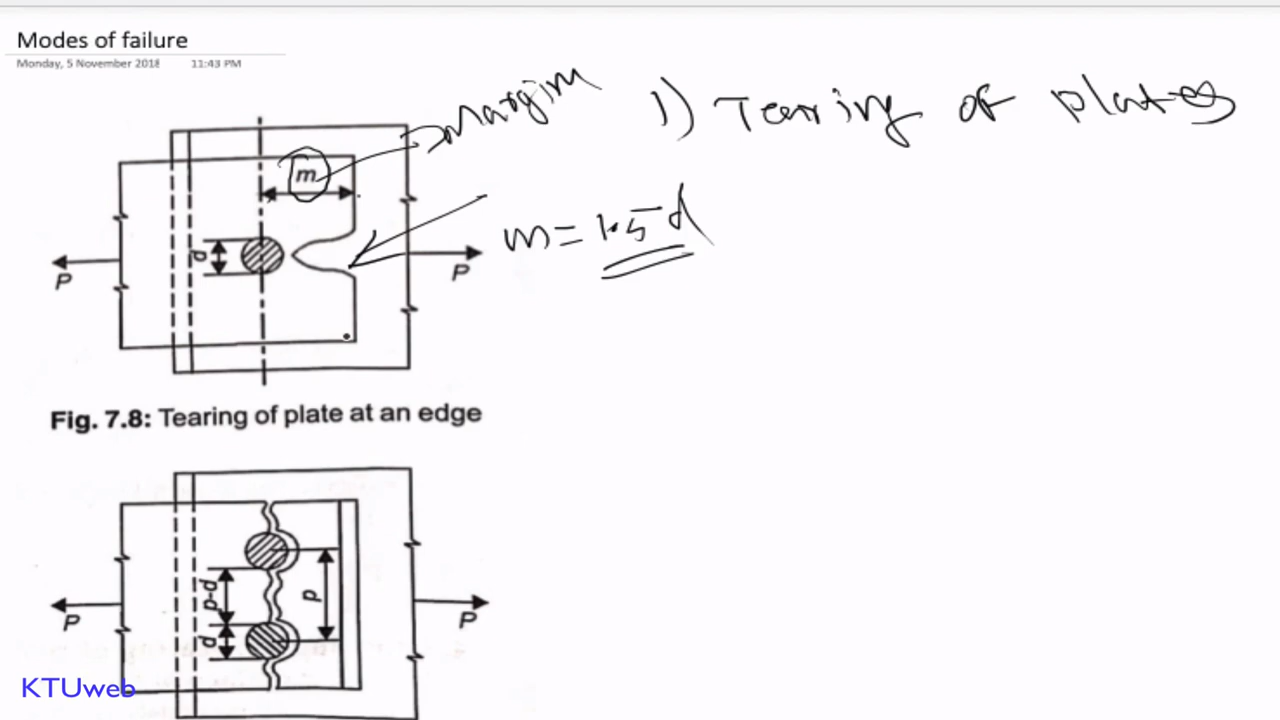 Modes of failure
Monday, 5 November 2018 11:43 PM
Margin
1) Tearing of plates
m
m = 1.5 d
d
P
P
Fig. 7.8: Tearing of plate at an edge
p-d
p
d
P
P
KTUweb